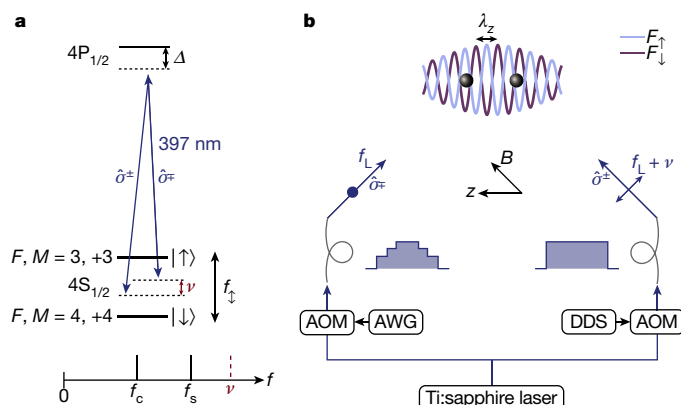 a
4P1/2
Δ
397 nm
σ̂± σ̂∓
F, M = 3, +3 |↑⟩
4S1/2 ν f↕
F, M = 4, +4 |↓⟩
0 fc fs ν f
b
λz
F↑
F↓
fL
σ̂∓
B
z
σ̂±
fL + ν
AOM AWG DDS AOM
Ti:sapphire laser